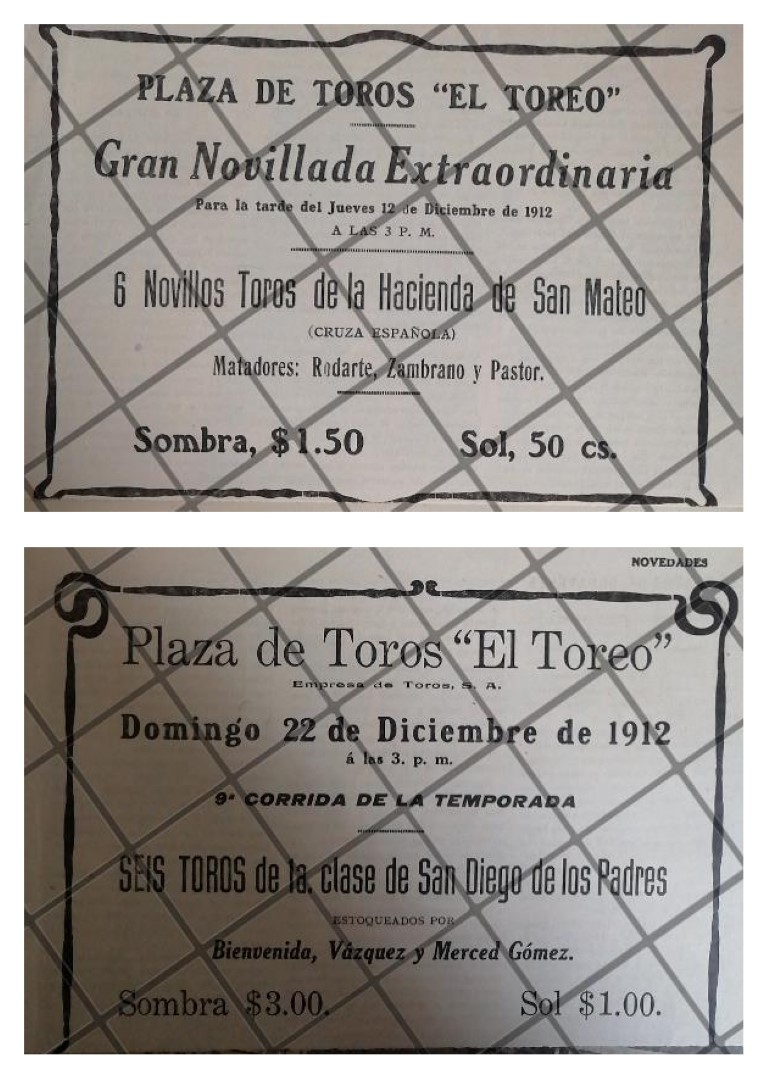 PLAZA DE TOROS "EL TOREO"
Gran Novillada Extraordinaria
Para la tarde del Jueves 12 de Diciembre de 1912
A LAS 3 P. M.
6 Novillos Toros de la Hacienda de San Mateo
(CRUZA ESPAÑOLA)
Matadores: Rodarte, Zambrano y Pastor.
Sombra, $1.50 Sol, 50 cs.
NOVEDADES
Plaza de Toros "El Toreo"
Empresa de Toros, S. A.
Domingo 22 de Diciembre de 1912
á las 3. p. m.
9ª CORRIDA DE LA TEMPORADA
SEIS TOROS de 1a. clase de San Diego de los Padres
ESTOQUEADOS POR
Bienvenida, Vázquez y Merced Gómez.
Sombra $3.00. Sol $1.00.